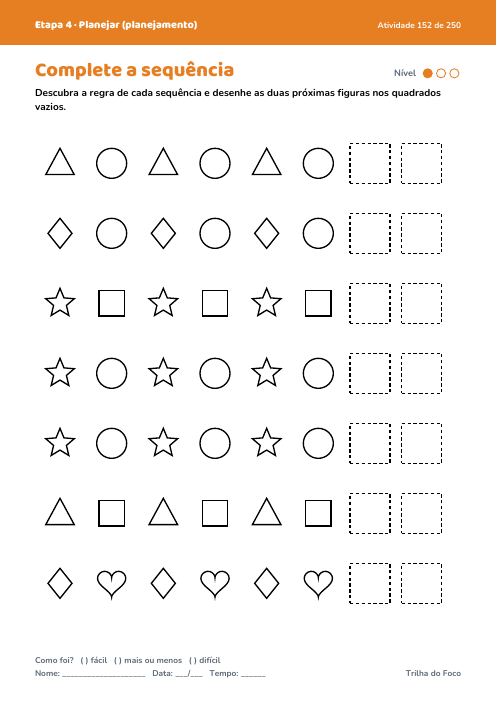 Etapa 4 · Planejar (planejamento)
Atividade 152 de 250
Complete a sequência
Nível
Descubra a regra de cada sequência e desenhe as duas próximas figuras nos quadrados
vazios.
Como foi? ( ) fácil ( ) mais ou menos ( ) difícil
Nome: ____________________ Data: ___/___ Tempo: ______
Trilha do Foco